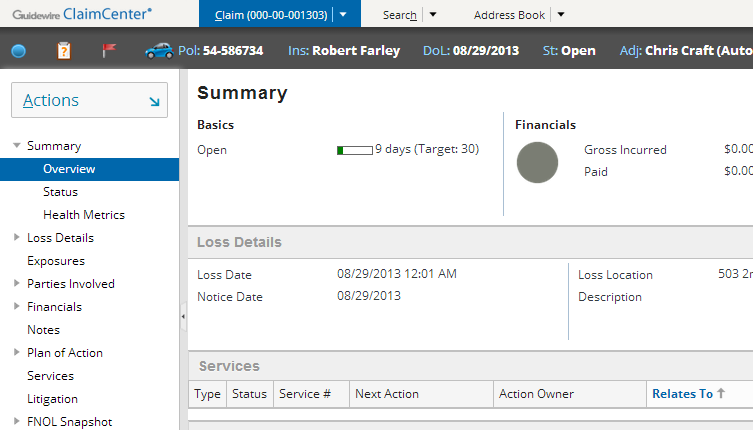 Guidewire ClaimCenter® Claim (000-00-001303) Search Address Book
Pol: 54-586734 Ins: Robert Farley DoL: 08/29/2013 St: Open Adj: Chris Craft (Auto
Actions
Summary
Overview
Status
Health Metrics
Loss Details
Exposures
Parties Involved
Financials
Notes
Plan of Action
Services
Litigation
FNOL Snapshot
Summary
Basics
Open 9 days (Target: 30)
Financials
Gross Incurred $0.00
Paid $0.00
Loss Details
Loss Date 08/29/2013 12:01 AM
Notice Date 08/29/2013
Loss Location 503 2n
Description
Services
Type Status Service # Next Action Action Owner Relates To